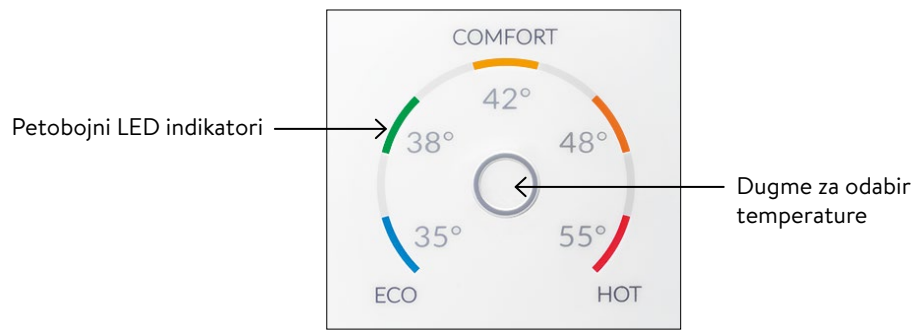 COMFORT
42°
Petobojni LED indikatori
38°
48°
Dugme za odabir
temperature
35°
55°
ECO
HOT